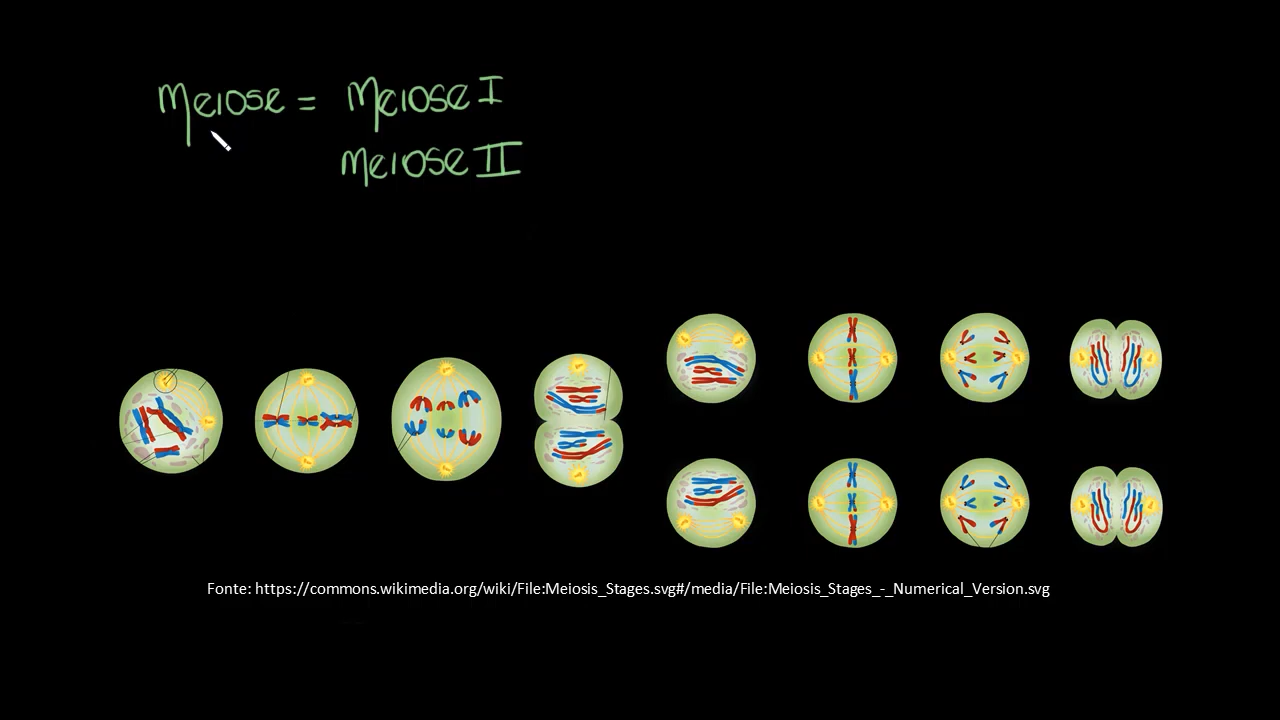 Meiose = Meiose I
Meiose II
Fonte: https://commons.wikimedia.org/wiki/File:Meiosis_Stages.svg#/media/File:Meiosis_Stages_-_Numerical_Version.svg